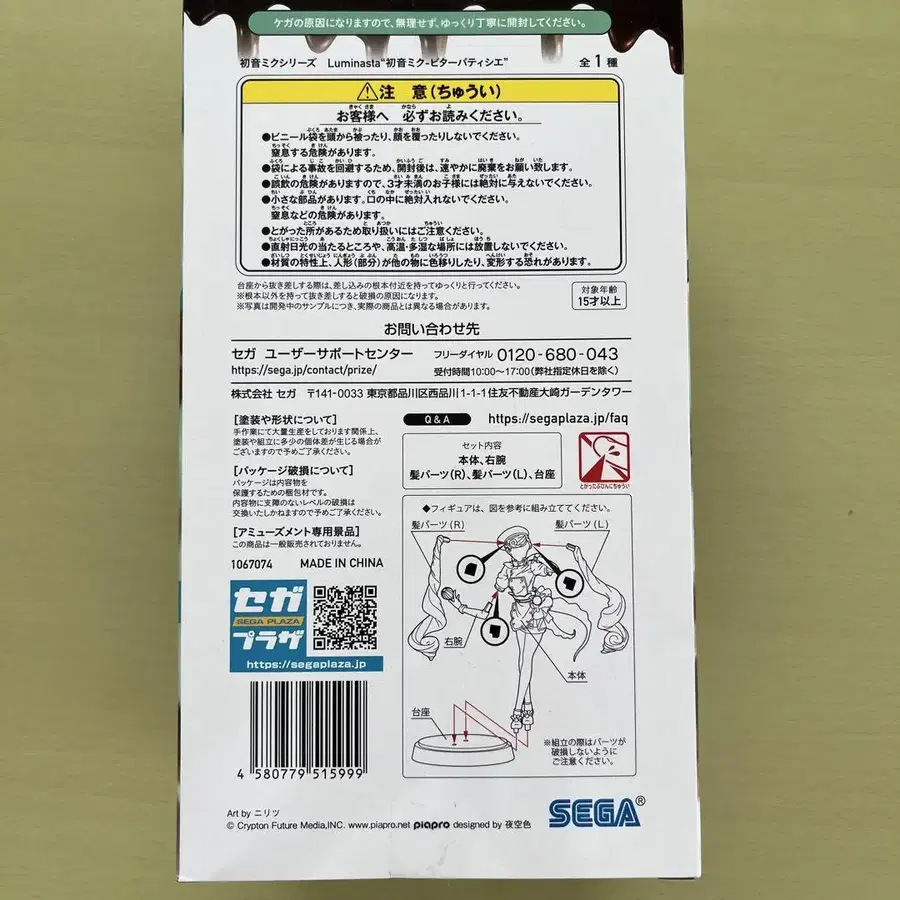 ケガの原因になりますので、無理せず、ゆっくり丁寧に開封してください。
初音ミクシリーズ Luminasta"初音ミク-ビターパティシエ" 全1種
⚠注 意(ちゅうい)
お客様へ 必ずお読みください。
●ビニール袋を頭から被ったり、顔を覆ったりしないでください。
窒息する危険があります。
●袋による事故を回避するため、開封後は、速やかに廃棄をお願い致します。
●誤飲の危険がありますので、3才未満のお子様には絶対に与えないでください。
●小さな部品があります。口の中に絶対入れないでください。
窒息などの危険があります。
●とがった所があるため取り扱いにはご注意ください。
●直射日光の当たるところや、高温・多湿な場所には放置しないでください。
●材質の特性上、人形(部分)が他の物に色移りしたり、変形する恐れがあります。
台座から抜き差しする際は、差し込みの根本付近を持ってゆっくりと行ってください。
※根本以外を持って抜き差しすると破損の原因になります。
※写真は開発中のサンプルにつき、実際の商品とは異なる場合があります。
対象年齢
15才以上
お問い合わせ先
セガ ユーザーサポートセンター フリーダイヤル 0120-680-043
https://sega.jp/contact/prize/ 受付時間10:00~17:00(弊社指定休日を除く)
株式会社 セガ 〒141-0033 東京都品川区西品川1-1-1住友不動産大崎ガーデンタワー
[塗装や形状について]
手作業にて大量生産をしております関係上、
塗装や組立に多少の個体差が生じる場合が
ございますので予めご了承ください。
[パッケージ破損について]
パッケージは内容物を
保護するための梱包材です。
内容物に支障のないレベルの破損は
交換いたしかねますので予めご了承ください。
[アミューズメント専用景品]
この商品は一般販売されておりません。
1067074 MADE IN CHINA
セガ
SEGA PLAZA
プラザ
https://segaplaza.jp
4 580779 515999
Q&A https://segaplaza.jp/faq
セット内容
本体、右腕
髪パーツ(R)、髪パーツ(L)、台座
とがったぶひんにちゅうい
◆フィギュアは、図を参考に組み立ててください。
髪パーツ(R) 髪パーツ(L)
右腕
本体
台座
※組立の際はパーツが
破損しないように
ご注意ください。
Art by ニリツ
© Crypton Future Media,INC. www.piapro.net piapro designed by 夜空色
SEGA®